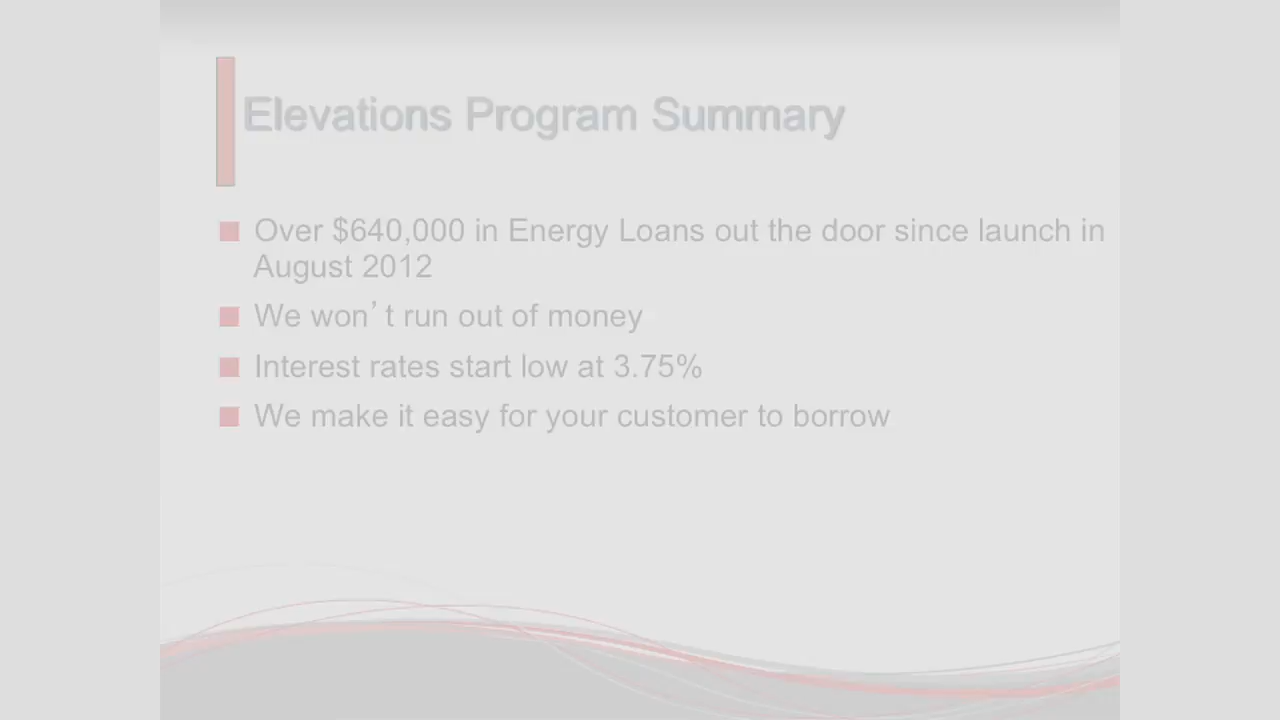 Elevations Program Summary
Over $640,000 in Energy Loans out the door since launch in
August 2012
We won’t run out of money
Interest rates start low at 3.75%
We make it easy for your customer to borrow